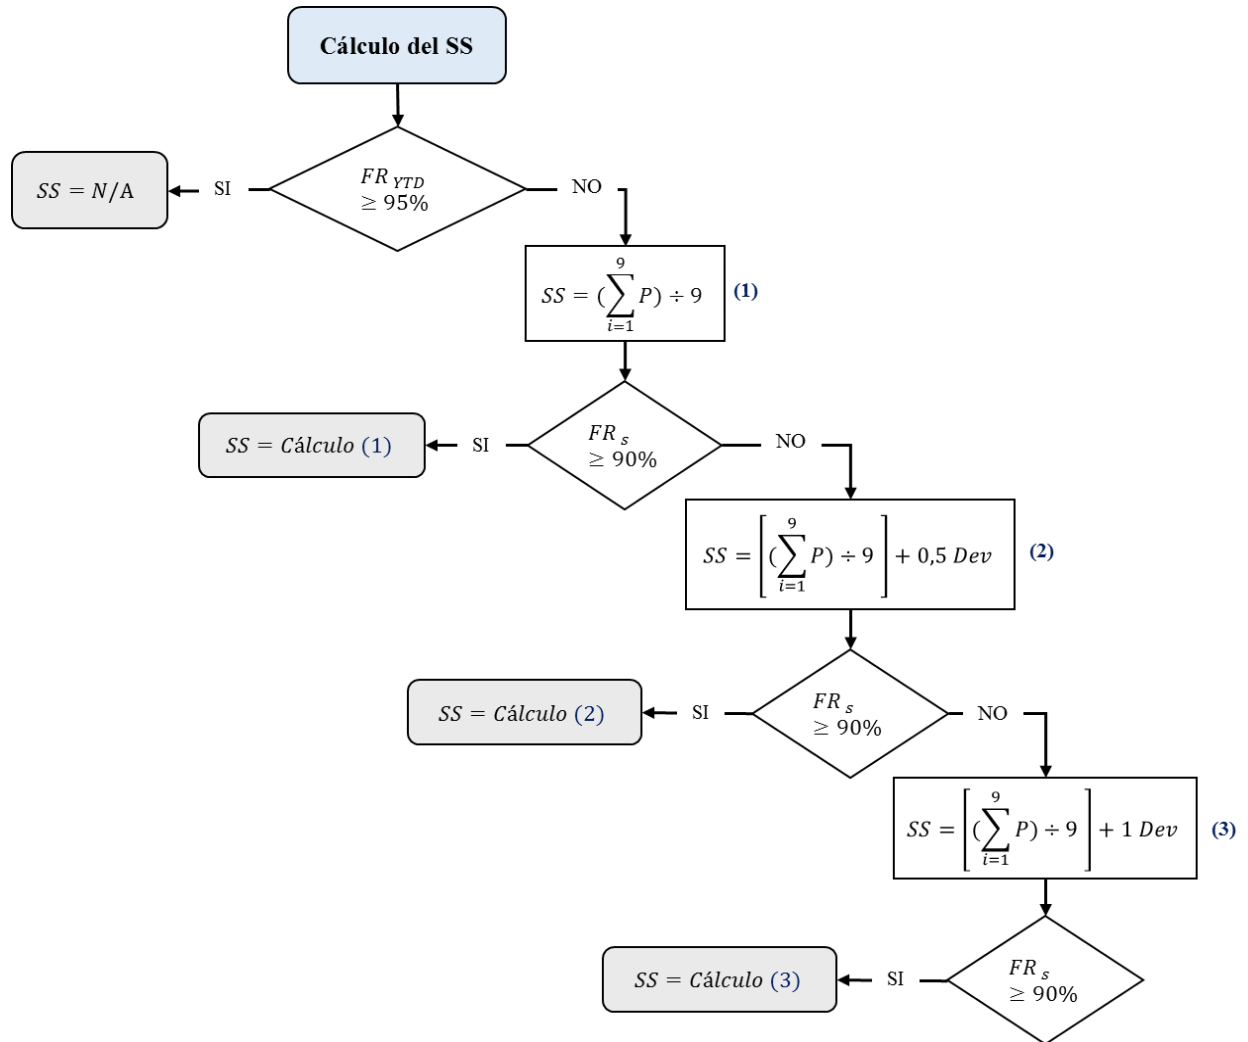 Cálculo del SS
FR YTD
≥ 95%
SI
NO
SS = N/A
SS = (∑_{i=1}^{9} P) ÷ 9
(1)
FR s
≥ 90%
SI
NO
SS = Cálculo (1)
SS = [(∑_{i=1}^{9} P) ÷ 9] + 0,5 Dev
(2)
FR s
≥ 90%
SI
NO
SS = Cálculo (2)
SS = [(∑_{i=1}^{9} P) ÷ 9] + 1 Dev
(3)
FR s
≥ 90%
SI
SS = Cálculo (3)